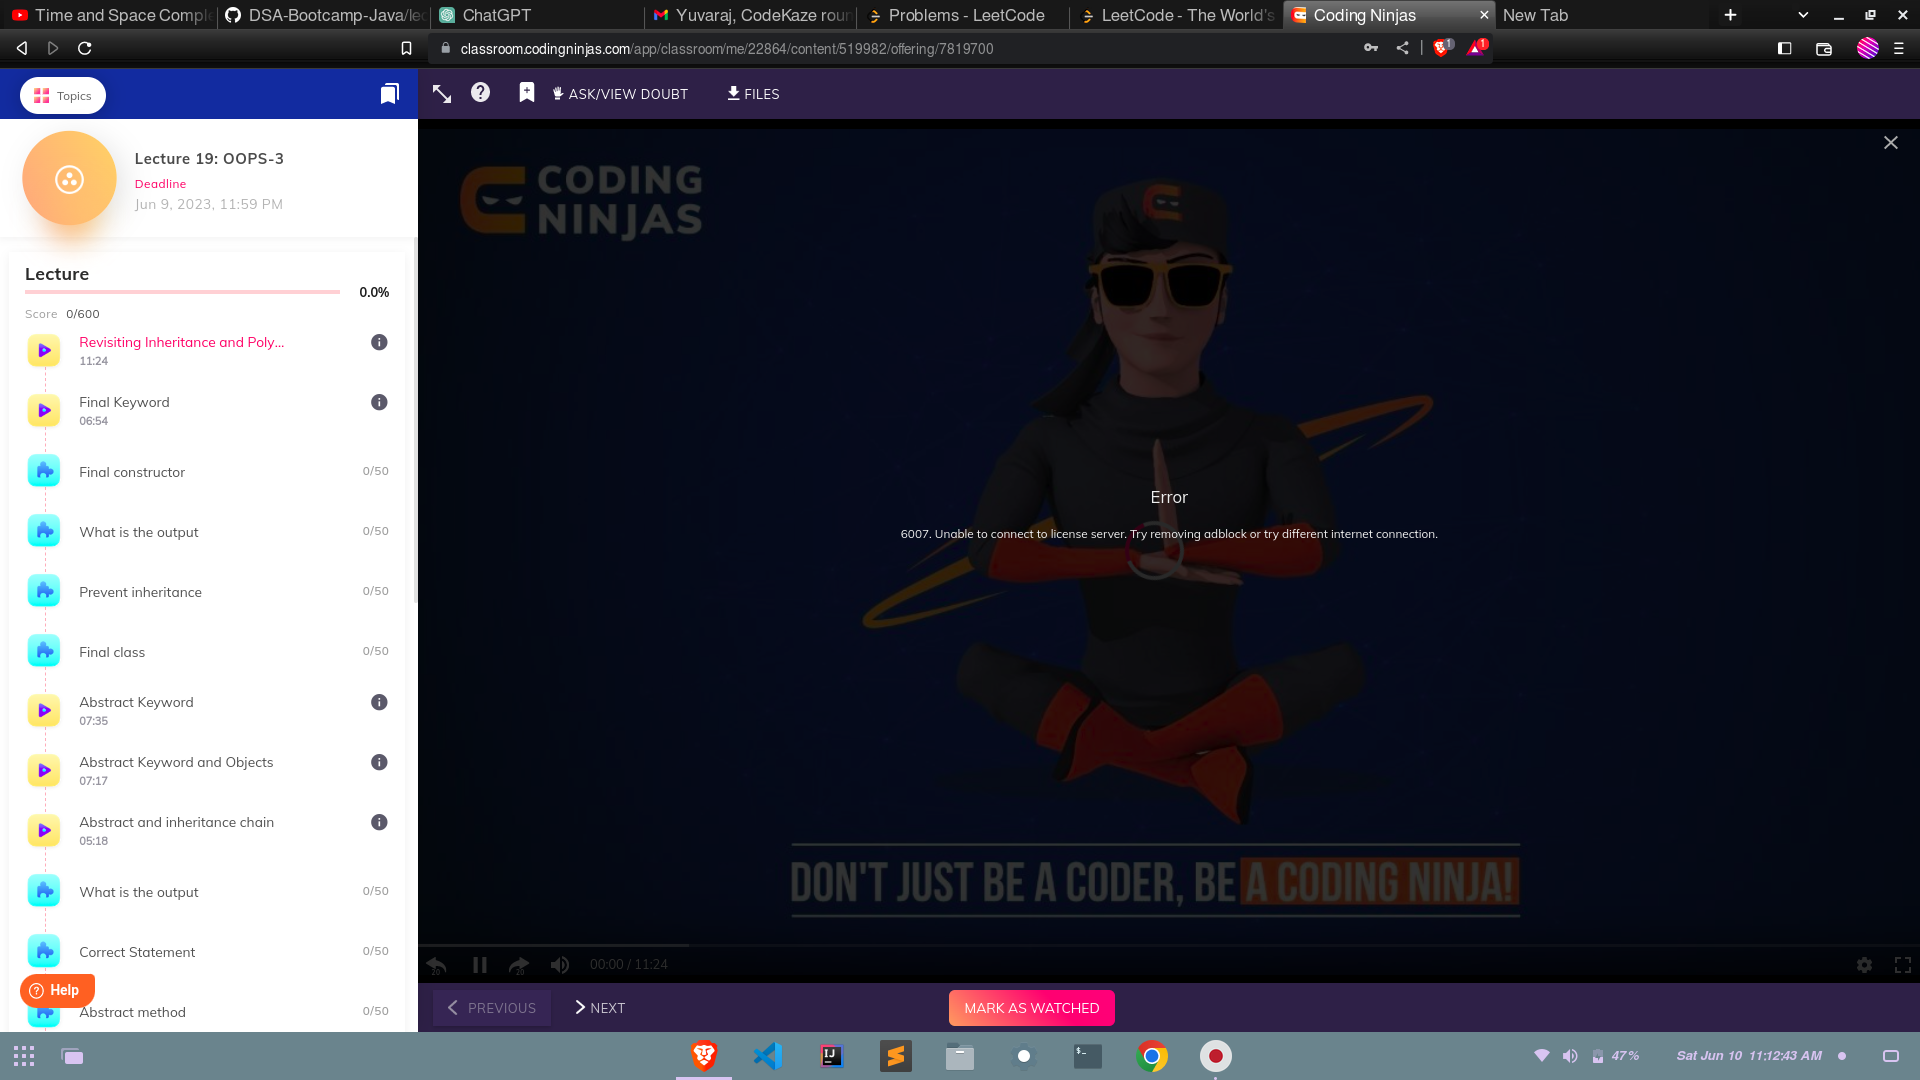 Time and Space Comple
DSA-Bootcamp-Java/lec
ChatGPT
Yuvaraj, CodeKaze roun
Problems - LeetCode
LeetCode - The World's
Coding Ninjas
New Tab
classroom.codingninjas.com/app/classroom/me/22864/content/519982/offering/7819700
1
1
Topics
ASK/VIEW DOUBT
FILES
Lecture 19: OOPS-3
Deadline
Jun 9, 2023, 11:59 PM
Lecture
0.0%
Score 0/600
Revisiting Inheritance and Poly...
11:24
Final Keyword
06:54
Final constructor 0/50
What is the output 0/50
Prevent inheritance 0/50
Final class 0/50
Abstract Keyword
07:35
Abstract Keyword and Objects
07:17
Abstract and inheritance chain
05:18
What is the output 0/50
Correct Statement 0/50
Help
Abstract method 0/50
CODING
NINJAS
Error
6007. Unable to connect to license server. Try removing adblock or try different internet connection.
DON'T JUST BE A CODER, BE A CODING NINJA!
20
20
00:00 / 11:24
PREVIOUS
NEXT
MARK AS WATCHED
IJ
47%
Sat Jun 10 11:12:43 AM